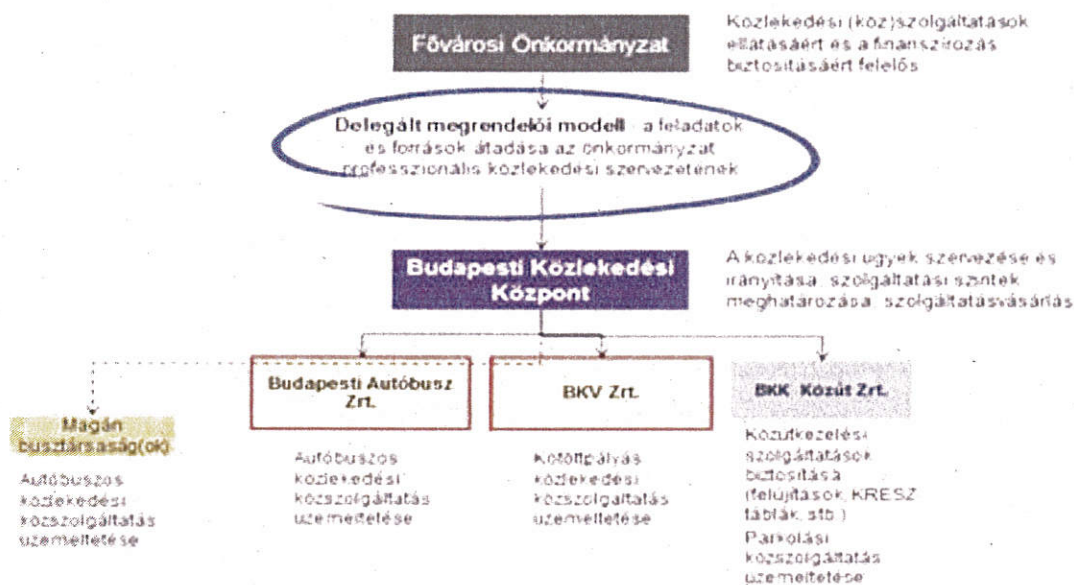 Fővárosi Önkormányzat
Közlekedési (köz)szolgáltatások
ellátásáért és a finanszírozás
biztosításáért felelős
Delegált megrendelői modell - a feladatok
és források átadása az önkormányzat
professzionális közlekedési szervezetének
Budapesti Közlekedési
Központ
A közlekedési ügyek szervezése és
irányítása, szolgáltatási szintek
meghatározása, szolgáltatásvásárlás
Magán
busztársaság(ok)
Autóbuszos
közlekedési
közszolgáltatás
üzemeltetése
Budapesti Autóbusz
Zrt.
Autóbuszos
közlekedési
közszolgáltatás
üzemeltetése
BKV Zrt.
Kötöttpályás
közlekedési
közszolgáltatás
üzemeltetése
BKK Közút Zrt.
Közútkezelési
szolgáltatások
biztosítása
(felújítások, KRESZ
táblák, stb.)
Parkolási
közszolgáltatás
üzemeltetése